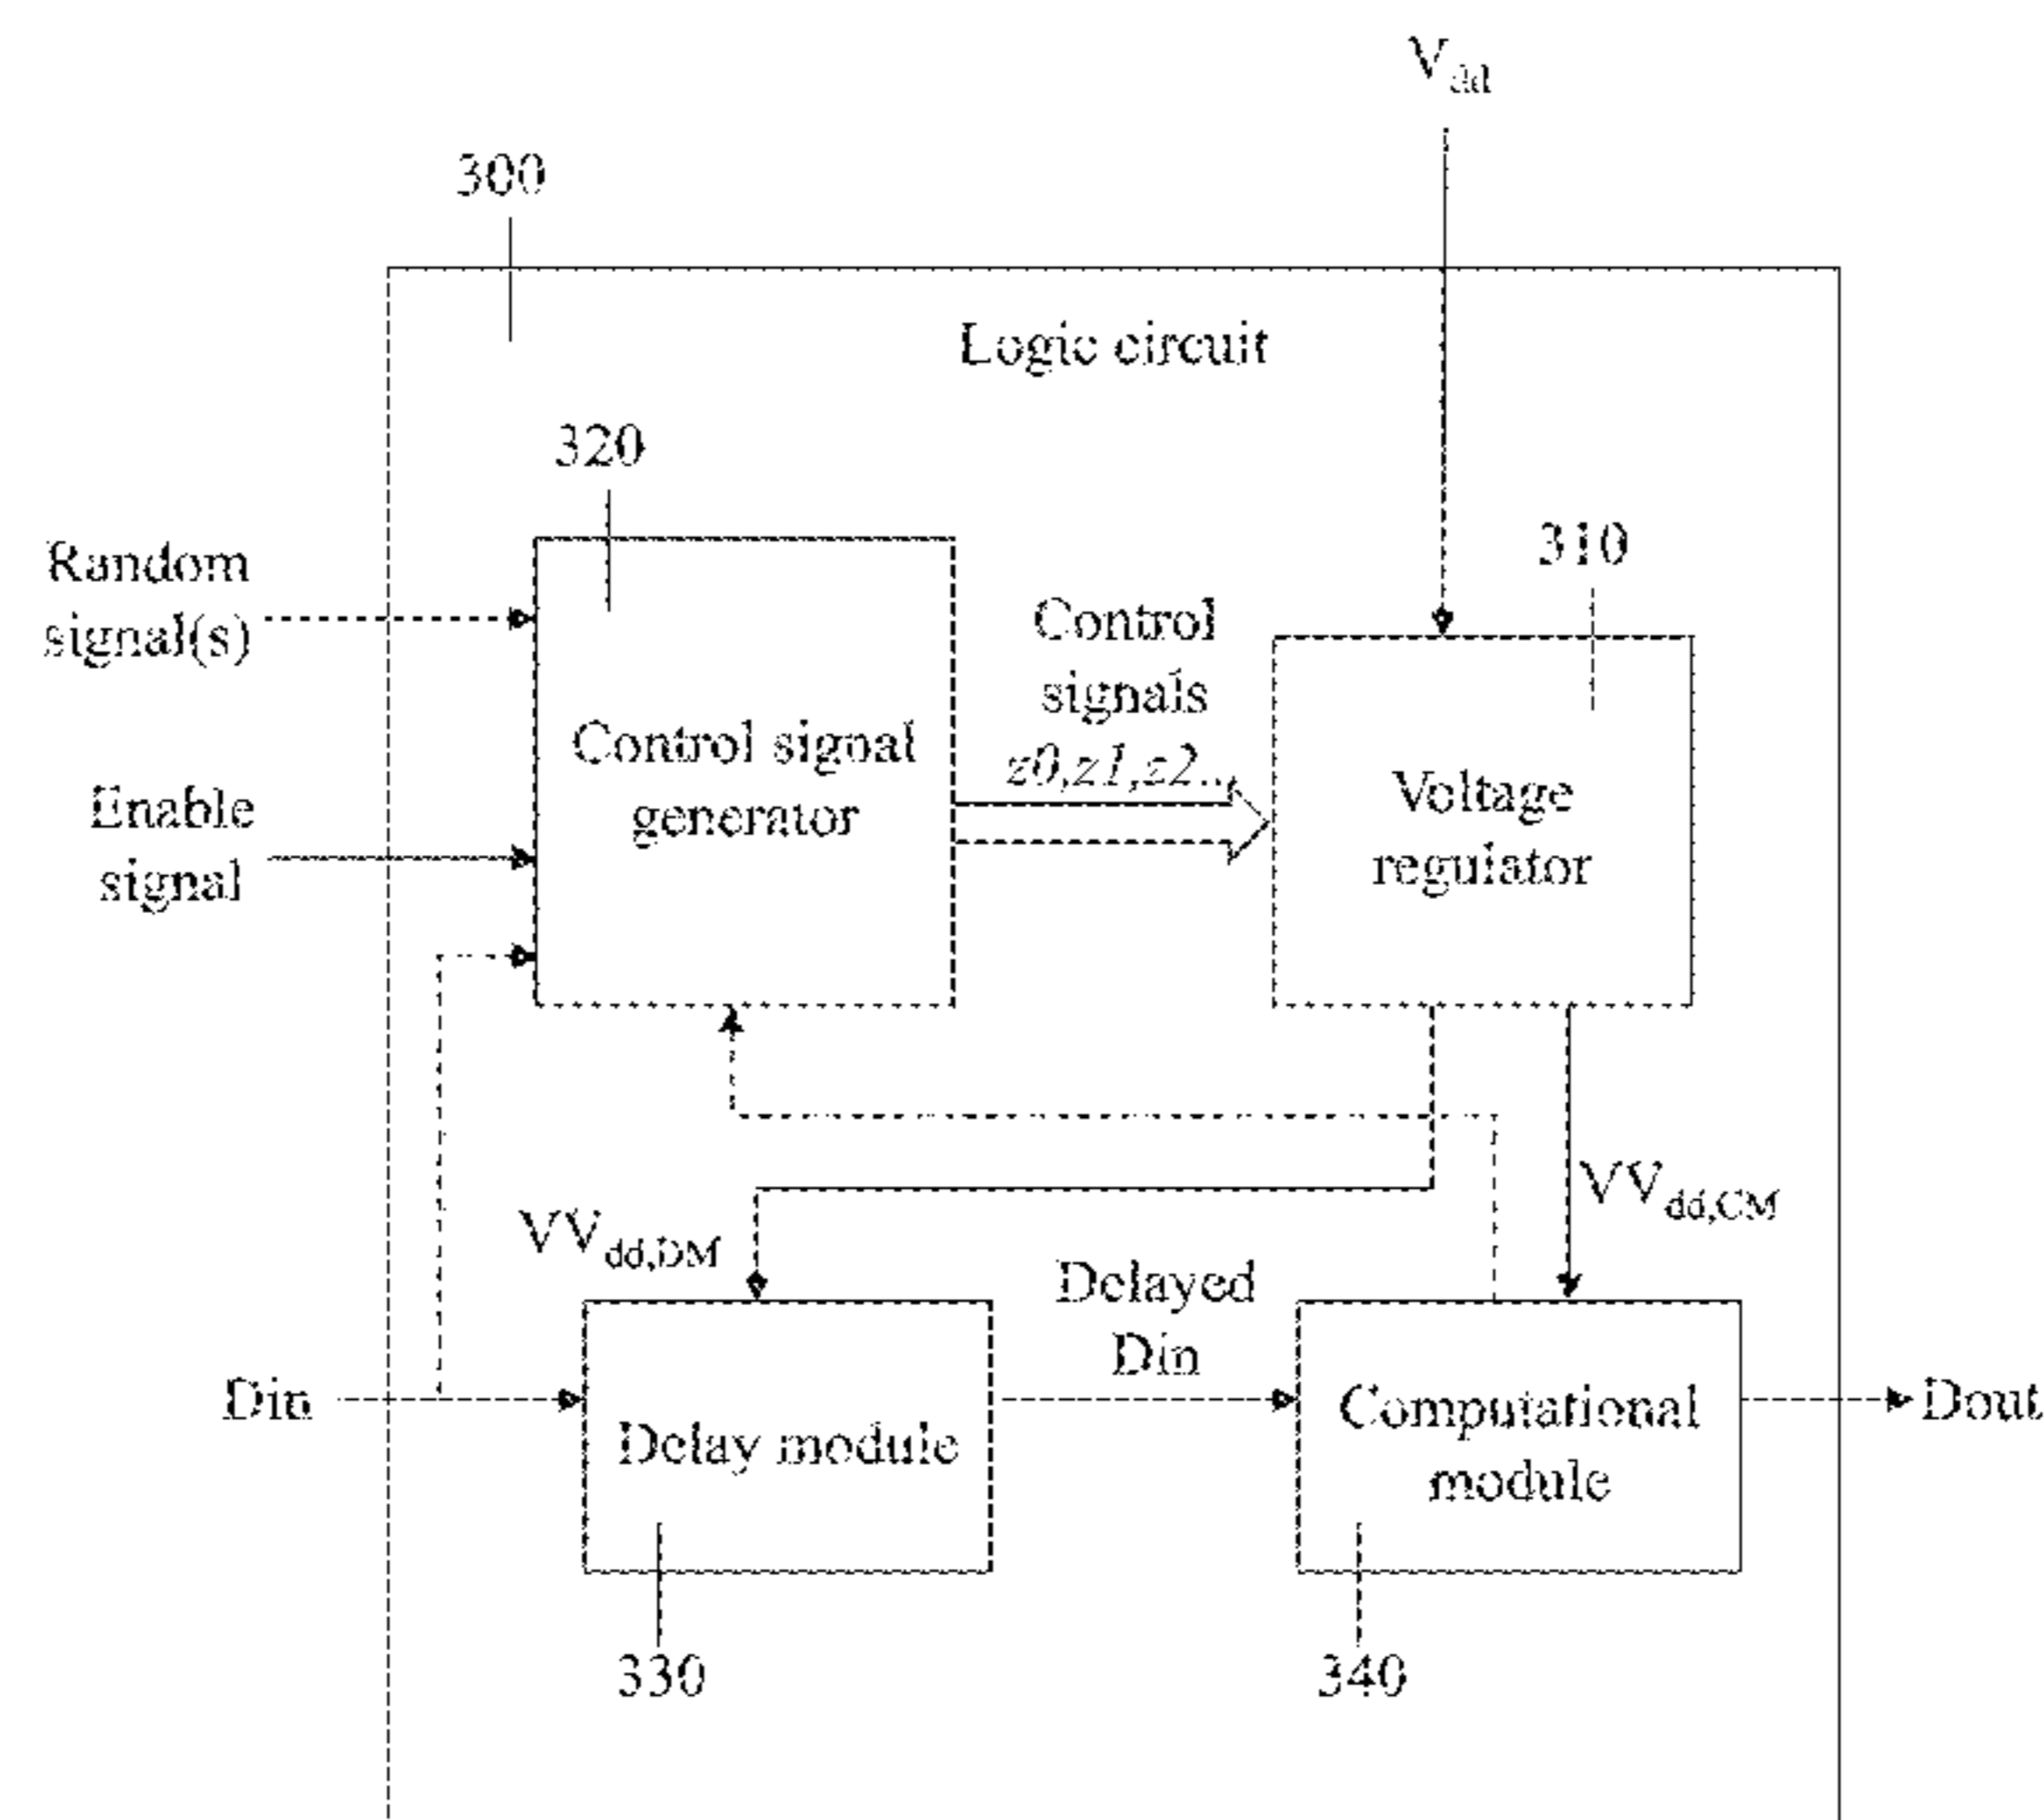 Vdd
300
Logic circuit
320
310
Random
signal(s)
Control
signals
z0,z1,z2..
Control signal
generator
Voltage
regulator
Enable
signal
VVdd,CM
VVdd,DM
Delayed
Din
Din
Delay module
Computational
module
Dout
330
340